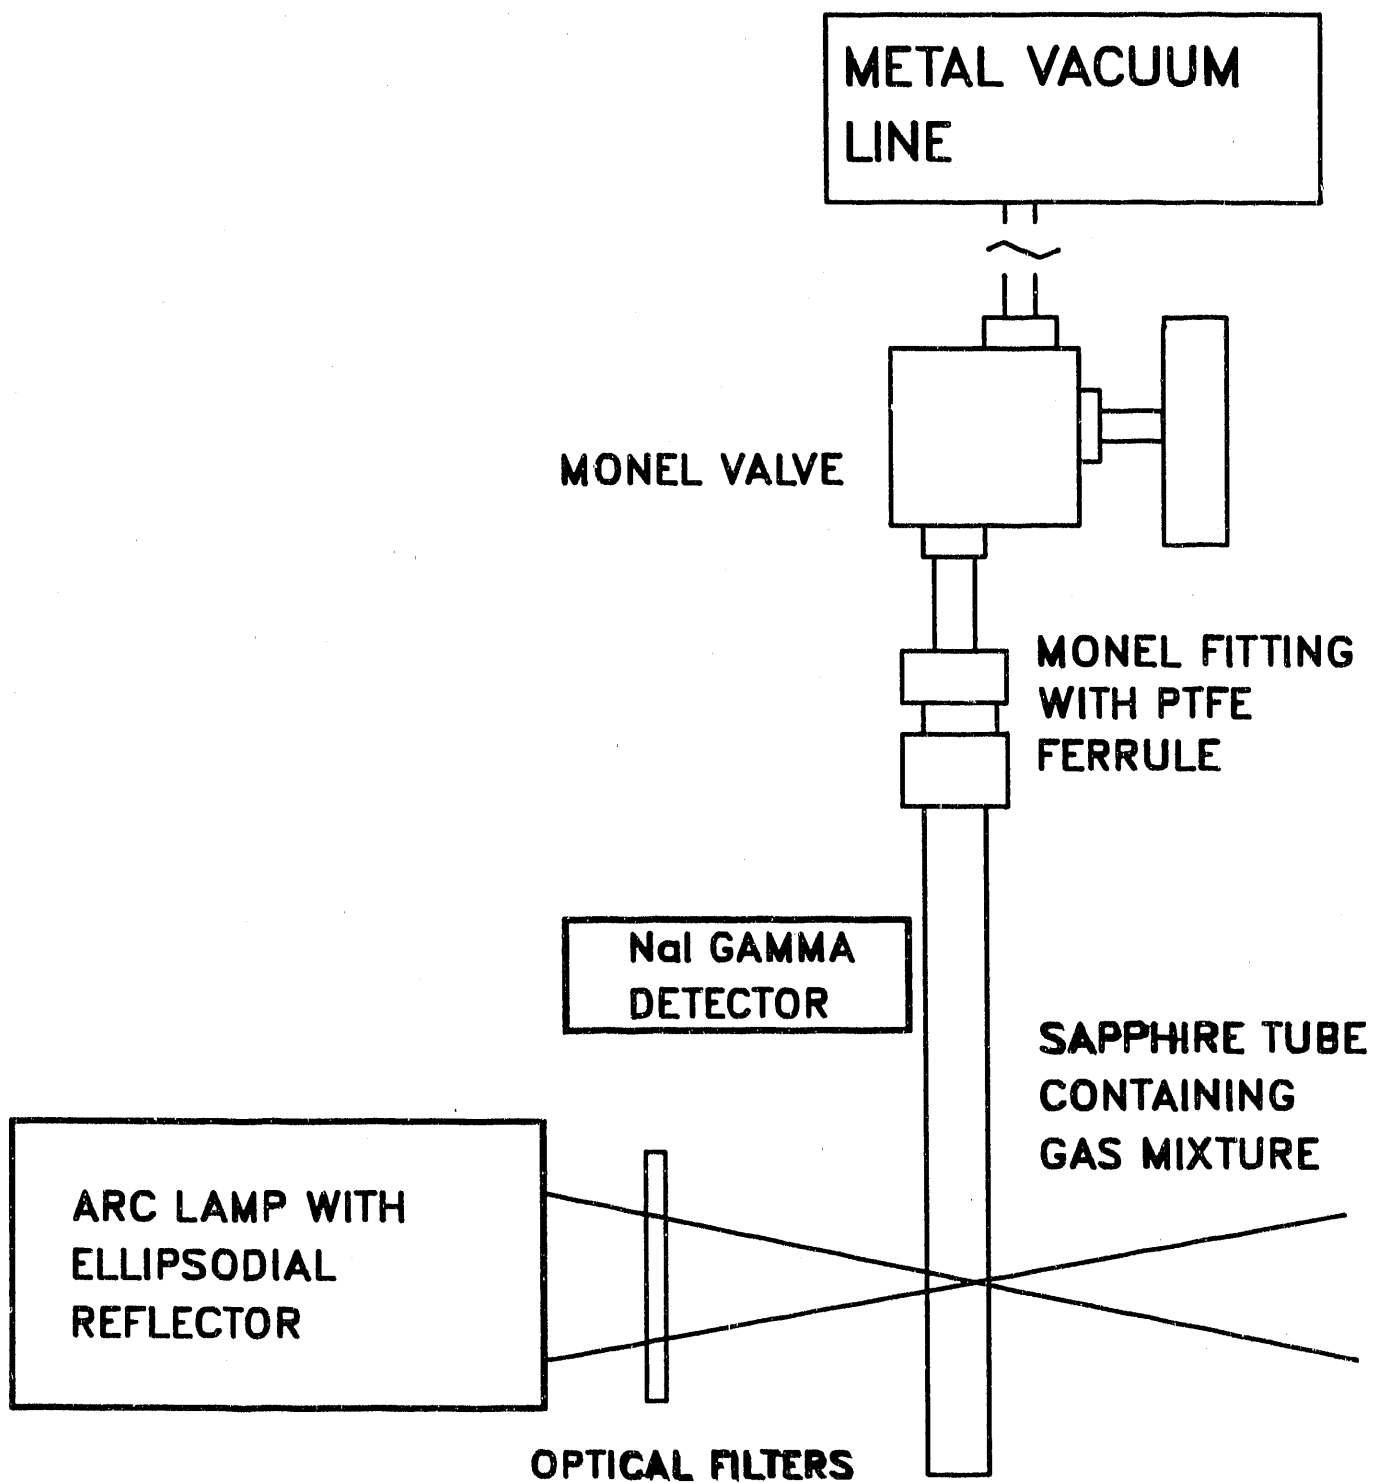 METAL VACUUM
LINE
MONEL VALVE
MONEL FITTING
WITH PTFE
FERRULE
NaI GAMMA
DETECTOR
SAPPHIRE TUBE
CONTAINING
GAS MIXTURE
ARC LAMP WITH
ELLIPSODIAL
REFLECTOR
OPTICAL FILTERS